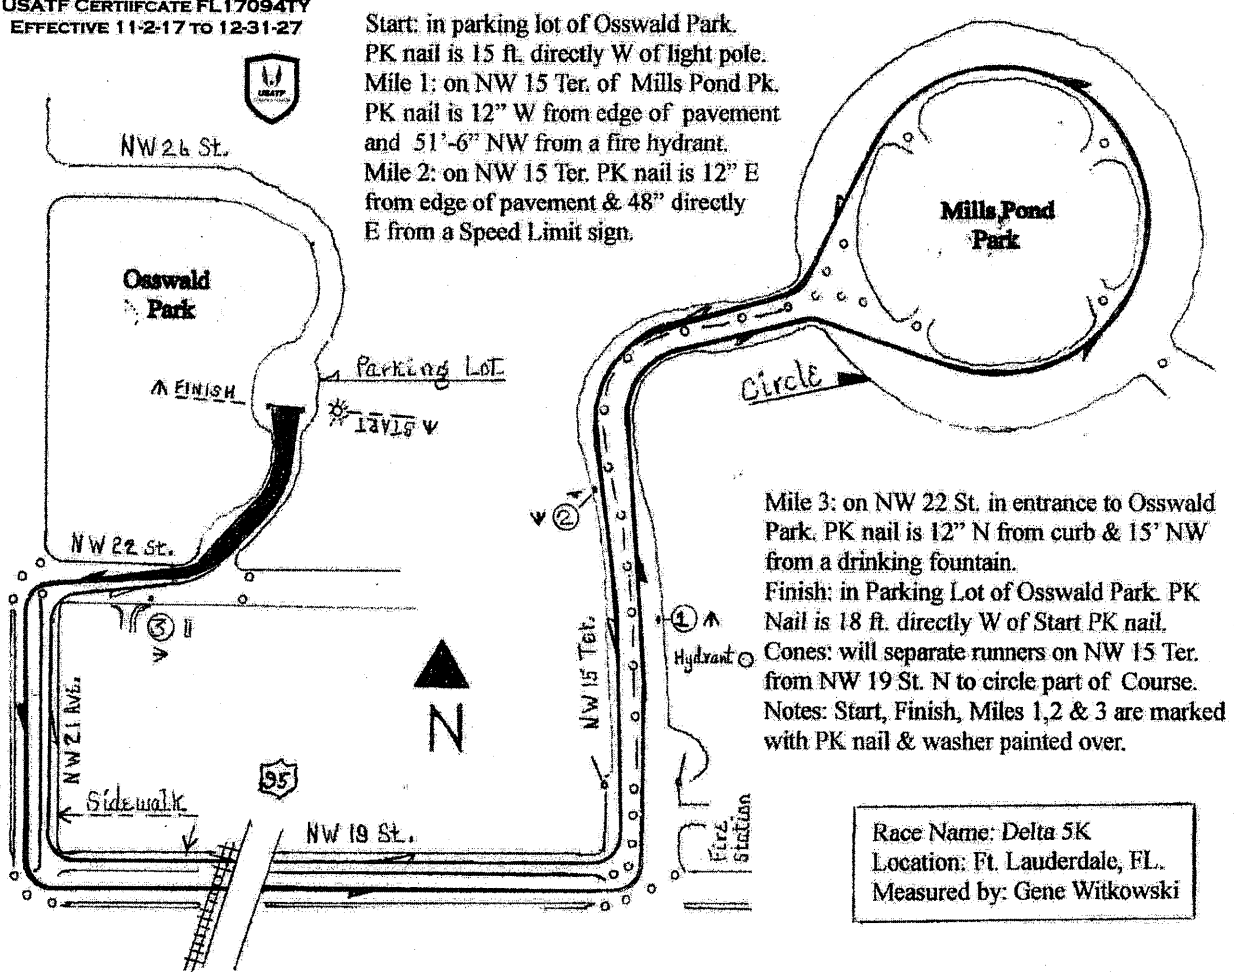 USATF CERTIIFCATE FL17094TY
EFFECTIVE 11-2-17 TO 12-31-27
USATF
Start: in parking lot of Osswald Park.
PK nail is 15 ft. directly W of light pole.
Mile 1: on NW 15 Ter. of Mills Pond Pk.
PK nail is 12” W from edge of pavement
and 51’-6” NW from a fire hydrant.
Mile 2: on NW 15 Ter. PK nail is 12” E
from edge of pavement & 48” directly
E from a Speed Limit sign.
NW 26 St.
Osswald
Park
Mills Pond
Park
Parking Lot
FINISH
START
Circle
NW 22 St.
2
3
1
Hydrant
NW 15 Ter.
N
NW 21 Ave.
Sidewalk
95
NW 19 St.
Fire
Station
Mile 3: on NW 22 St. in entrance to Osswald
Park. PK nail is 12” N from curb & 15’ NW
from a drinking fountain.
Finish: in Parking Lot of Osswald Park. PK
Nail is 18 ft. directly W of Start PK nail.
Cones: will separate runners on NW 15 Ter.
from NW 19 St. N to circle part of Course.
Notes: Start, Finish, Miles 1,2 & 3 are marked
with PK nail & washer painted over.
Race Name: Delta 5K
Location: Ft. Lauderdale, FL.
Measured by: Gene Witkowski